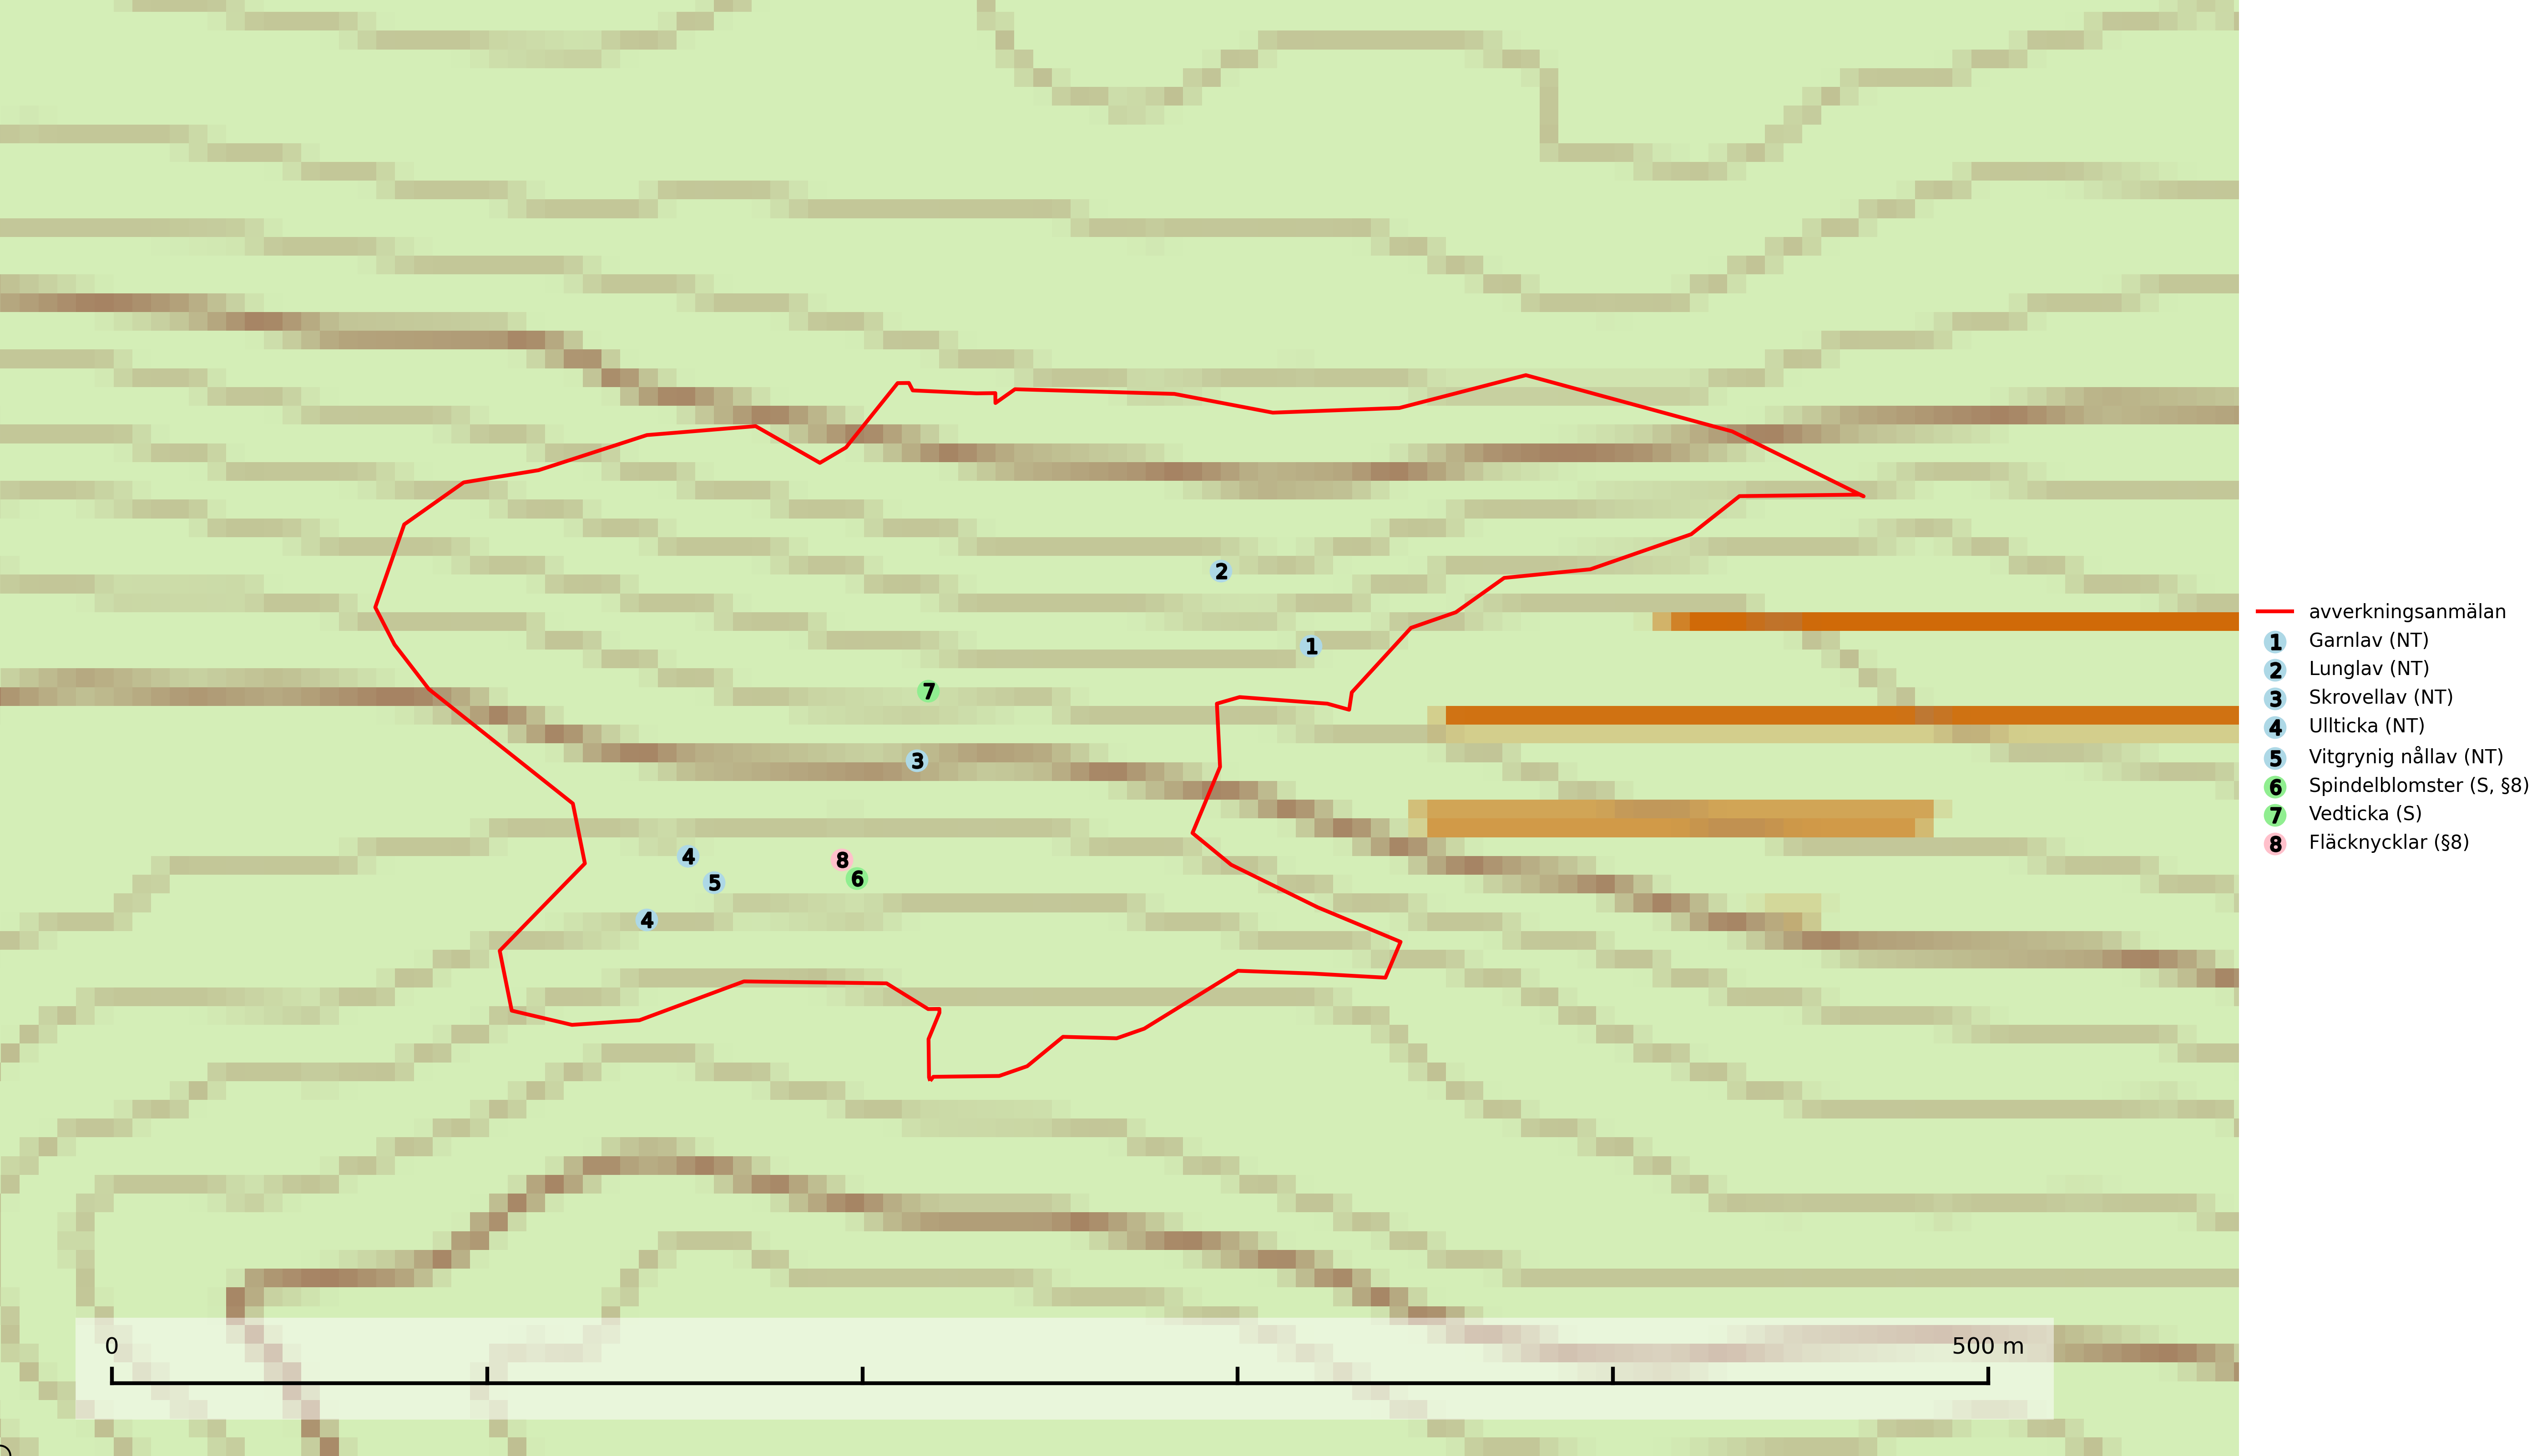 2
1
7
3
4
8
5
6
4
0
500 m
avverkningsanmälan
1 Garnlav (NT)
2 Lunglav (NT)
3 Skrovellav (NT)
4 Ullticka (NT)
5 Vitgrynig nållav (NT)
6 Spindelblomster (S, §8)
7 Vedticka (S)
8 Fläcknycklar (§8)